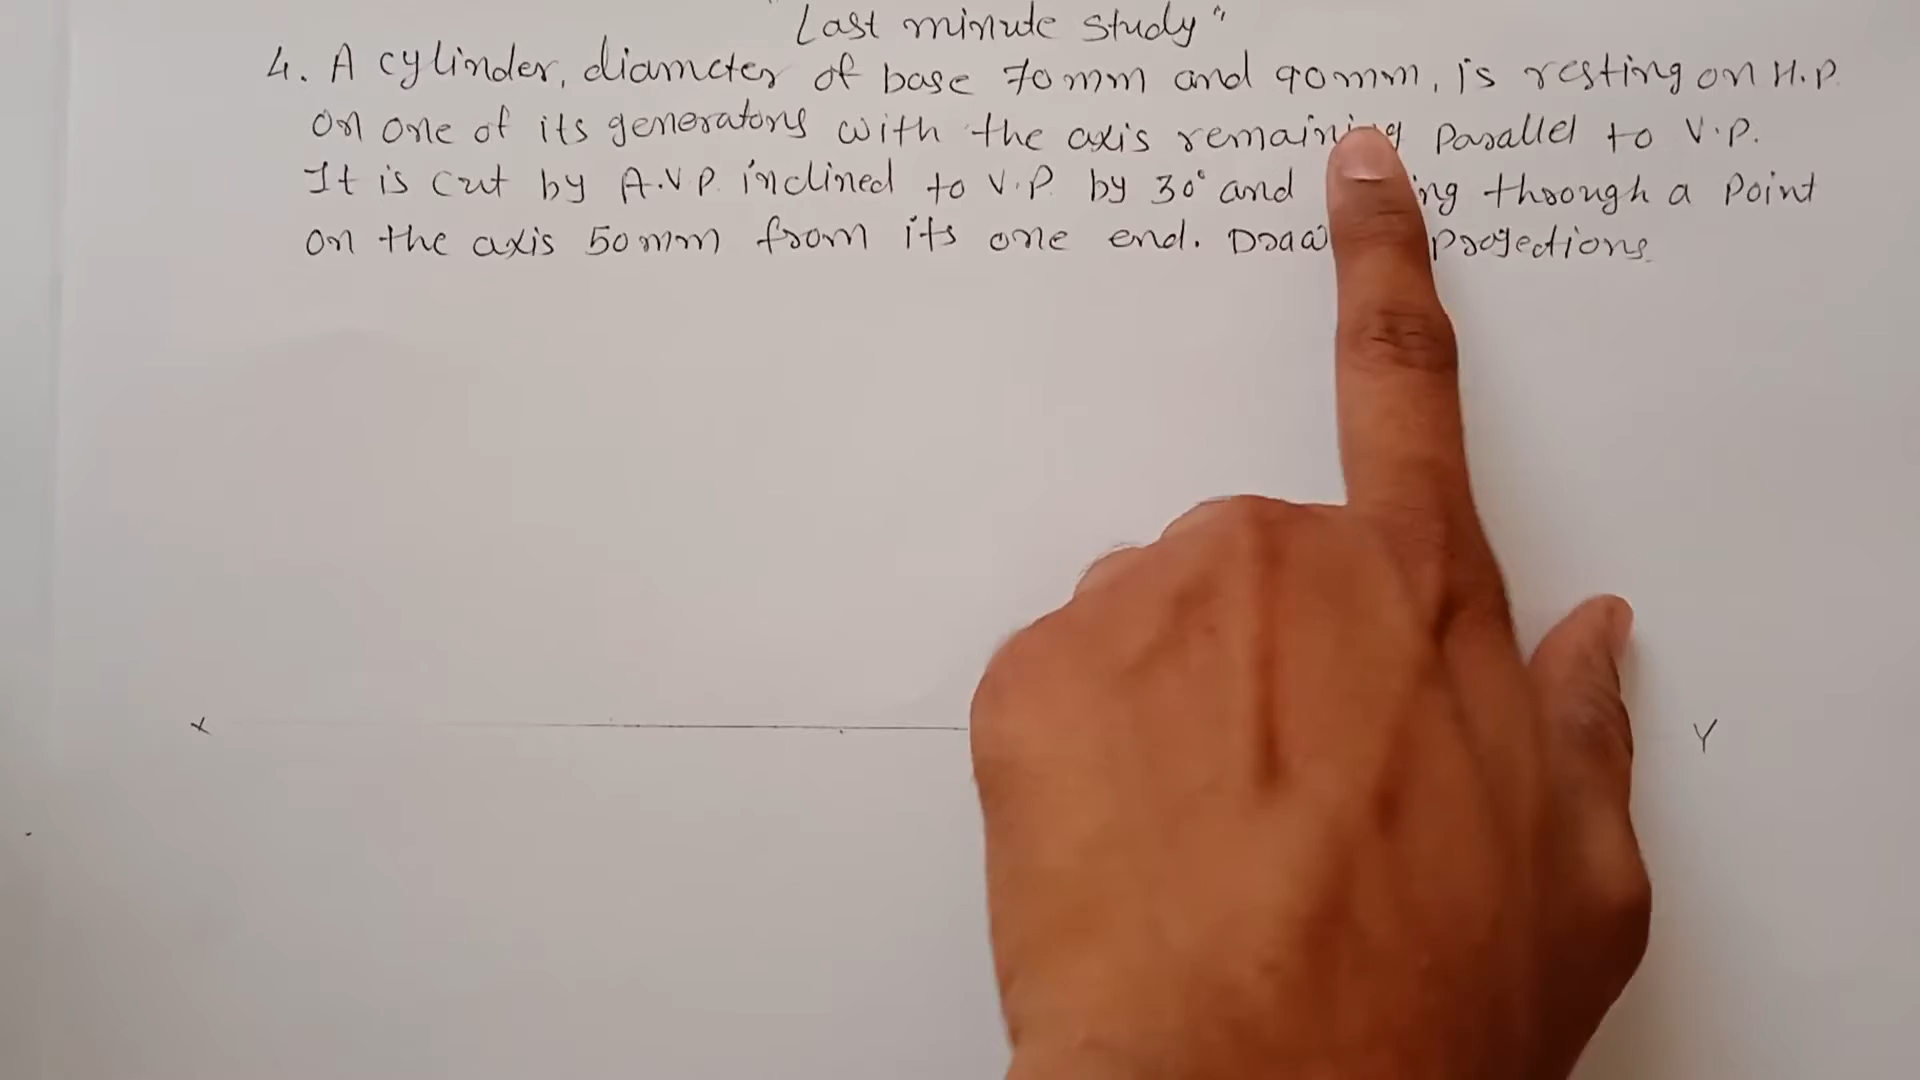 "Last minute study"
4. A cylinder, diameter of base 70mm and 90mm, is resting on H.P
on one of its generators with the axis remaining parallel to V.P.
It is cut by A.V.P inclined to V.P. by 30° and through a point
on the axis 50mm from its one end. Draw projections.
X Y